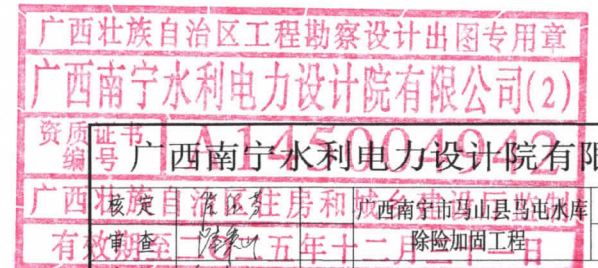 广西壮族自治区工程勘察设计出图专用章
广西南宁水利电力设计院有限公司(2)
资质证书编号
A145004942
广西壮族自治区住房和城乡建设厅
有效期至二〇二五年十二月三十一日
广西南宁水利电力设计院有限
核定
审查
广西南宁市马山县马屯水库
除险加固工程